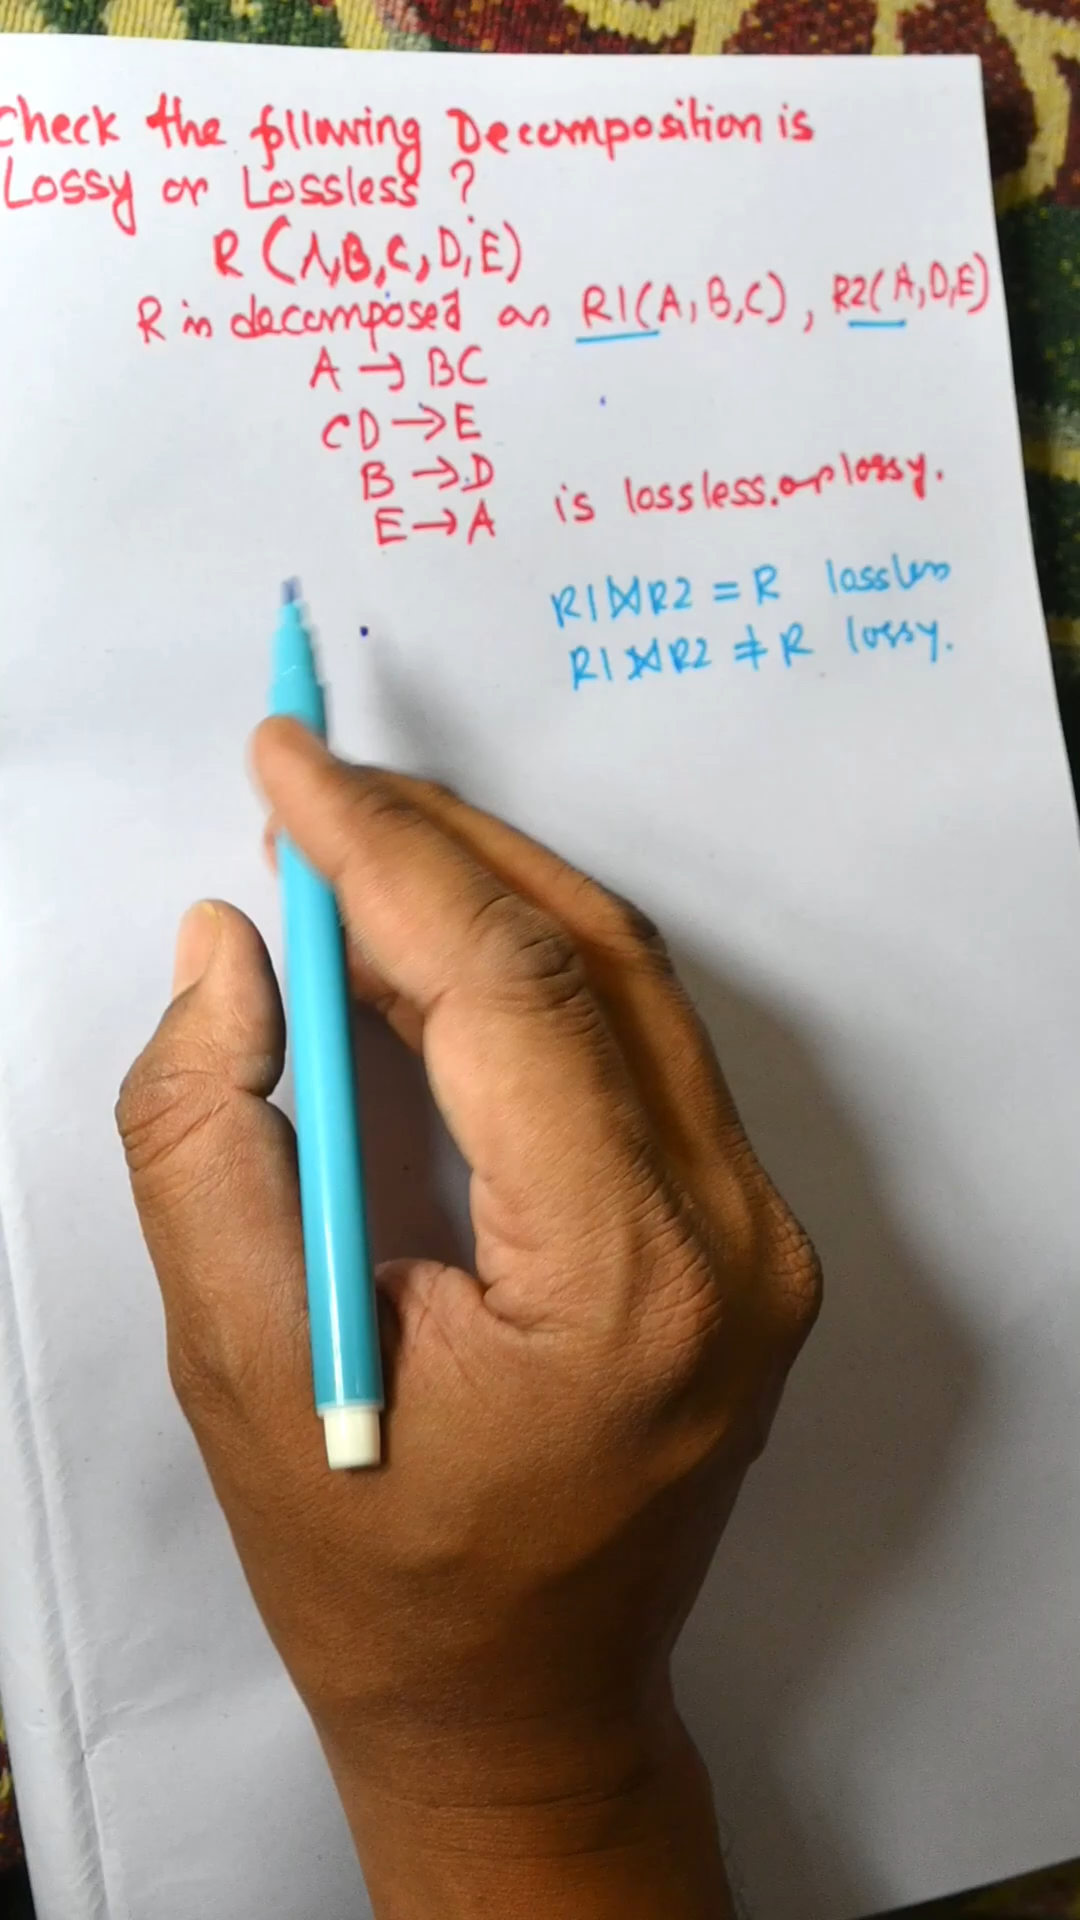 Check the following Decomposition is
Lossy or Lossless ?
R (A,B,C,D,E)
R is decomposed as R1(A,B,C), R2(A,D,E)
A → BC
CD → E
B → D
E → A is lossless.or lossy.
R1⋈R2 = R lossless
R1⋈R2 ≠ R lossy.